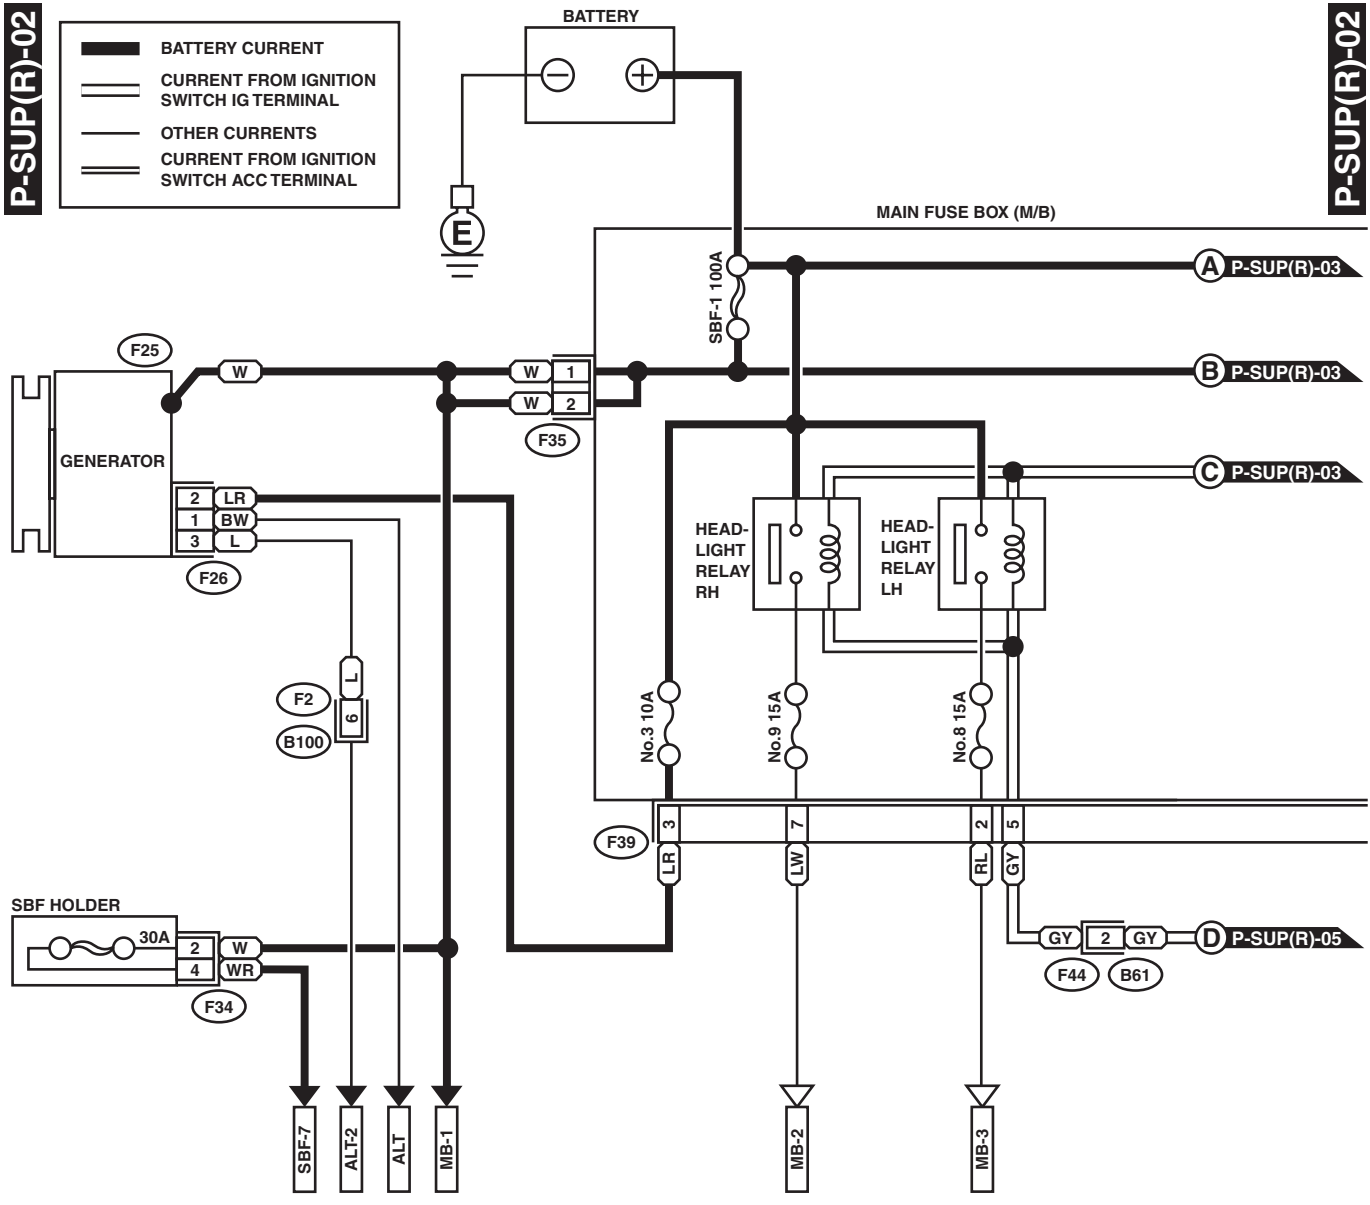 P-SUP(R)-02
BATTERY CURRENT
CURRENT FROM IGNITION
SWITCH IG TERMINAL
OTHER CURRENTS
CURRENT FROM IGNITION
SWITCH ACC TERMINAL
BATTERY
−
+
P-SUP(R)-02
E
MAIN FUSE BOX (M/B)
SBF-1 100A
A P-SUP(R)-03
F25
W
W 1
W 2
F35
B P-SUP(R)-03
GENERATOR
2 LR
1 BW
3 L
F26
C P-SUP(R)-03
HEAD-
LIGHT
RELAY
RH
HEAD-
LIGHT
RELAY
LH
L
F2
6
B100
No.3 10A
No.9 15A
No.8 15A
F39
3
7
2
5
LR
LW
RL
GY
SBF HOLDER
30A
2 W
4 WR
F34
GY 2 GY
D P-SUP(R)-05
F44
B61
SBF-7
ALT-2
ALT
MB-1
MB-2
MB-3